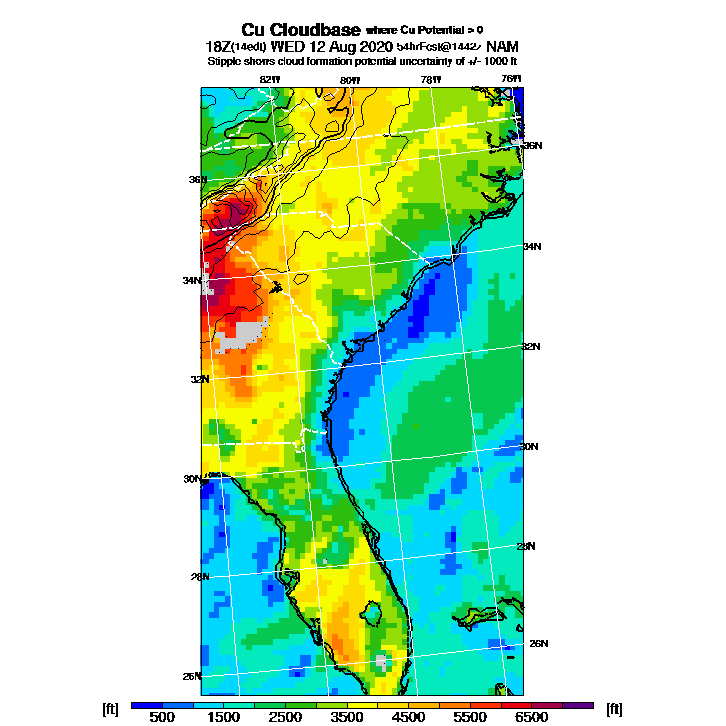 Cu Cloudbase where Cu Potential > 0
18Z(14edt) WED 12 Aug 2020 54hrFcst@1442z NAM
Stipple shows cloud formation potential uncertainty of +/- 1000 ft
82W 80W 78W 76W
36N
36N
34N
34N
32N
32N
30N
30N
28N
28N
26N
26N
[ft] 500 1500 2500 3500 4500 5500 6500 [ft]